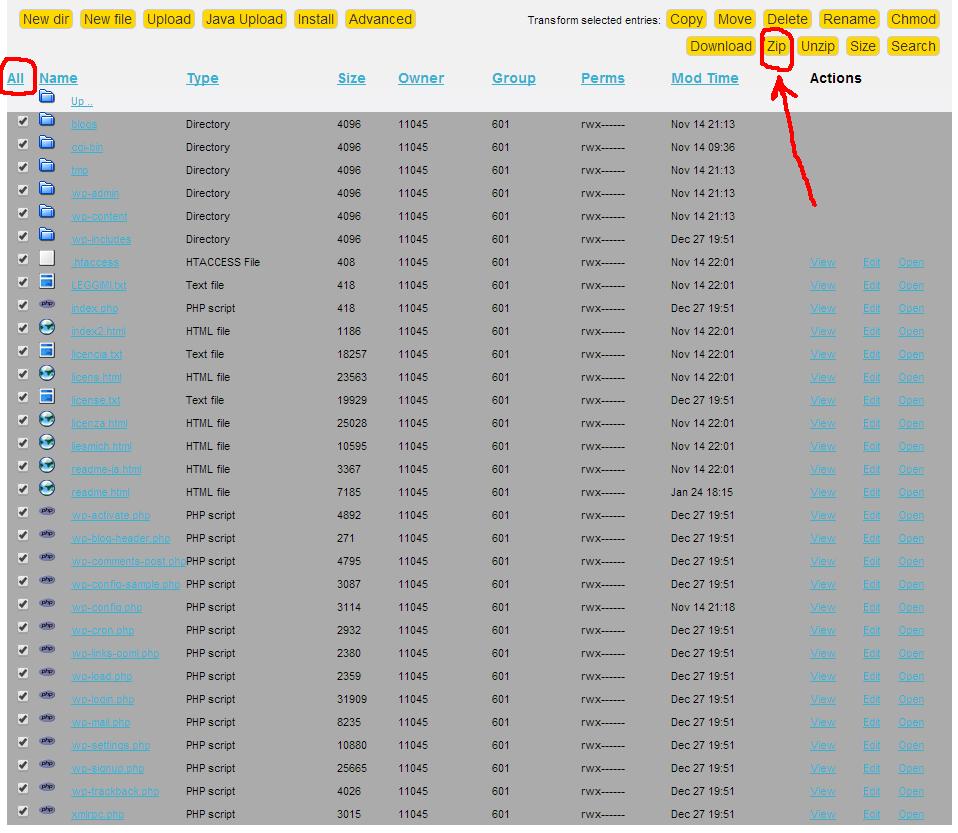 New dir New file Upload Java Upload Install Advanced Transform selected entries: Copy Move Delete Rename Chmod
Download Zip Unzip Size Search
All Name Type Size Owner Group Perms Mod Time Actions
Up ..
blogs Directory 4096 11045 601 rwx------ Nov 14 21:13
cgi-bin Directory 4096 11045 601 rwx------ Nov 14 09:36
tmp Directory 4096 11045 601 rwx------ Nov 14 21:13
wp-admin Directory 4096 11045 601 rwx------ Nov 14 21:13
wp-content Directory 4096 11045 601 rwx------ Nov 14 21:13
wp-includes Directory 4096 11045 601 rwx------ Dec 27 19:51
.htaccess HTACCESS File 408 11045 601 rwx------ Nov 14 22:01 View Edit Open
LEGGIMI.txt Text file 418 11045 601 rwx------ Nov 14 22:01 View Edit Open
index.php PHP script 418 11045 601 rwx------ Dec 27 19:51 View Edit Open
index2.html HTML file 1186 11045 601 rwx------ Nov 14 22:01 View Edit Open
licencia.txt Text file 18257 11045 601 rwx------ Nov 14 22:01 View Edit Open
licens.html HTML file 23563 11045 601 rwx------ Nov 14 22:01 View Edit Open
license.txt Text file 19929 11045 601 rwx------ Dec 27 19:51 View Edit Open
licenza.html HTML file 25028 11045 601 rwx------ Nov 14 22:01 View Edit Open
liesmich.html HTML file 10595 11045 601 rwx------ Nov 14 22:01 View Edit Open
readme-ja.html HTML file 3367 11045 601 rwx------ Nov 14 22:01 View Edit Open
readme.html HTML file 7185 11045 601 rwx------ Jan 24 18:15 View Edit Open
wp-activate.php PHP script 4892 11045 601 rwx------ Dec 27 19:51 View Edit Open
wp-blog-header.php PHP script 271 11045 601 rwx------ Dec 27 19:51 View Edit Open
wp-comments-post.php PHP script 4795 11045 601 rwx------ Dec 27 19:51 View Edit Open
wp-config-sample.php PHP script 3087 11045 601 rwx------ Dec 27 19:51 View Edit Open
wp-config.php PHP script 3114 11045 601 rwx------ Nov 14 21:18 View Edit Open
wp-cron.php PHP script 2932 11045 601 rwx------ Dec 27 19:51 View Edit Open
wp-links-opml.php PHP script 2380 11045 601 rwx------ Dec 27 19:51 View Edit Open
wp-load.php PHP script 2359 11045 601 rwx------ Dec 27 19:51 View Edit Open
wp-login.php PHP script 31909 11045 601 rwx------ Dec 27 19:51 View Edit Open
wp-mail.php PHP script 8235 11045 601 rwx------ Dec 27 19:51 View Edit Open
wp-settings.php PHP script 10880 11045 601 rwx------ Dec 27 19:51 View Edit Open
wp-signup.php PHP script 25665 11045 601 rwx------ Dec 27 19:51 View Edit Open
wp-trackback.php PHP script 4026 11045 601 rwx------ Dec 27 19:51 View Edit Open
xmlrpc.php PHP script 3015 11045 601 rwx------ Dec 27 19:51 View Edit Open